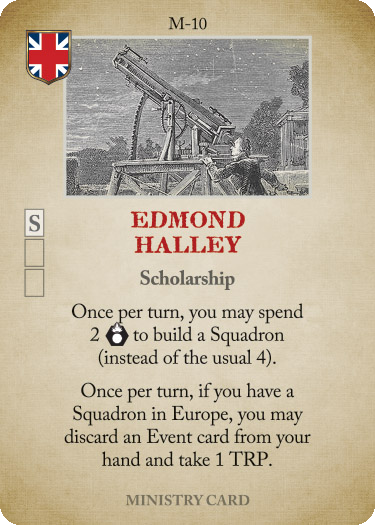 M-10
S
EDMOND
HALLEY
Scholarship
Once per turn, you may spend
2 to build a Squadron
(instead of the usual 4).
Once per turn, if you have a
Squadron in Europe, you may
discard an Event card from your
hand and take 1 TRP.
MINISTRY CARD